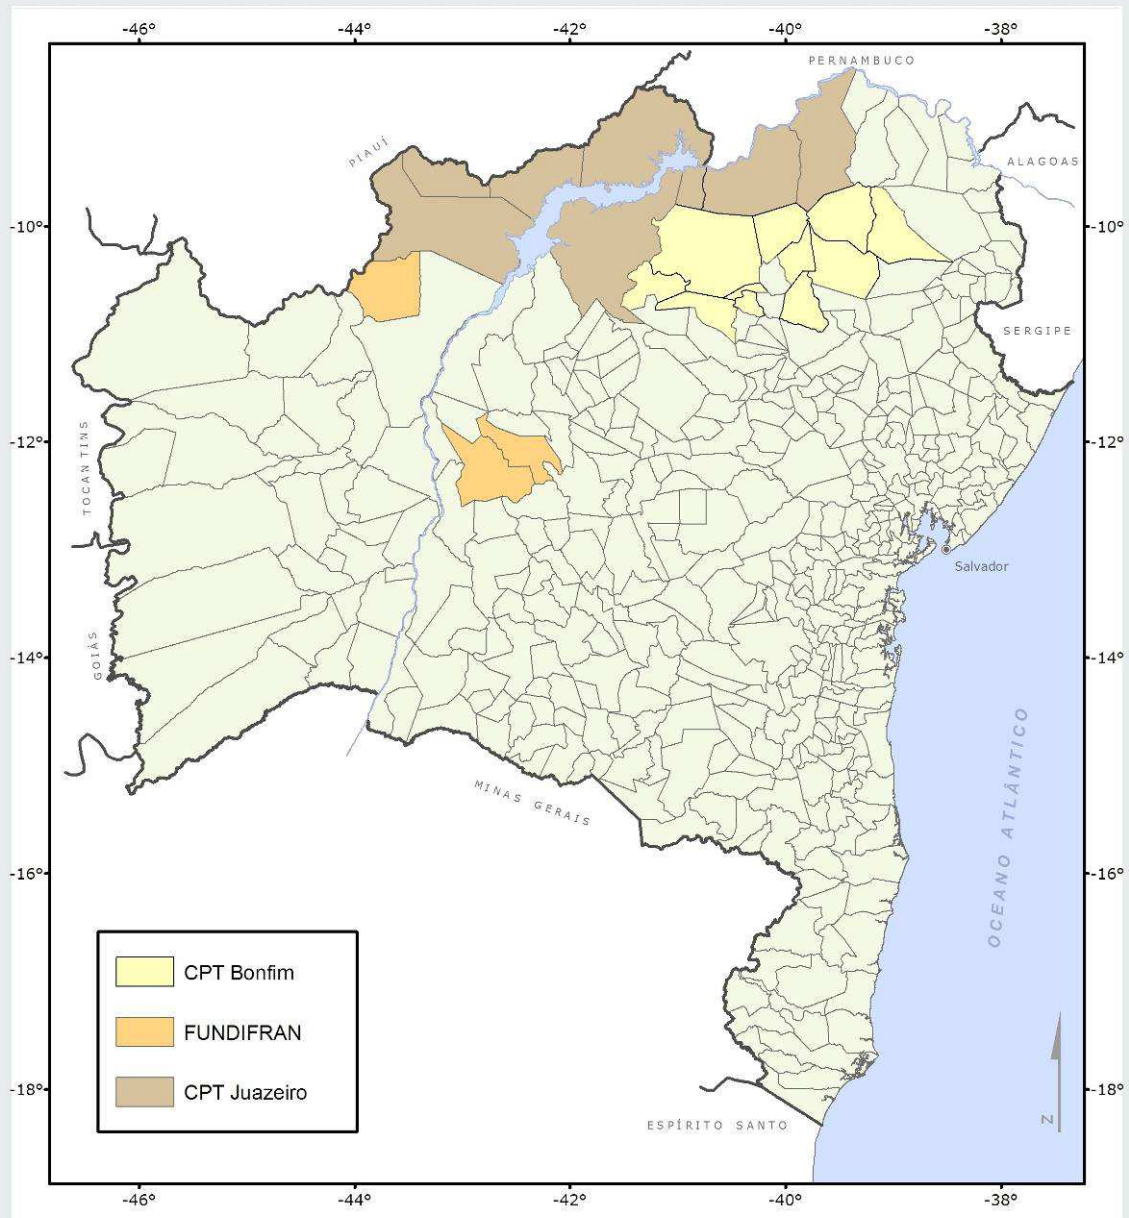 -46° -44° -42° -40° -38°
PERNAMBUCO
PIAUÍ
ALAGOAS
-10° -10°
SERGIPE
-12° -12°
TOCANTINS
Salvador
GOIÁS
-14° -14°
OCEANO ATLÂNTICO
MINAS GERAIS
-16° -16°
CPT Bonfim
FUNDIFRAN
CPT Juazeiro
-18° -18°
ESPÍRITO SANTO
N
-46° -44° -42° -40° -38°